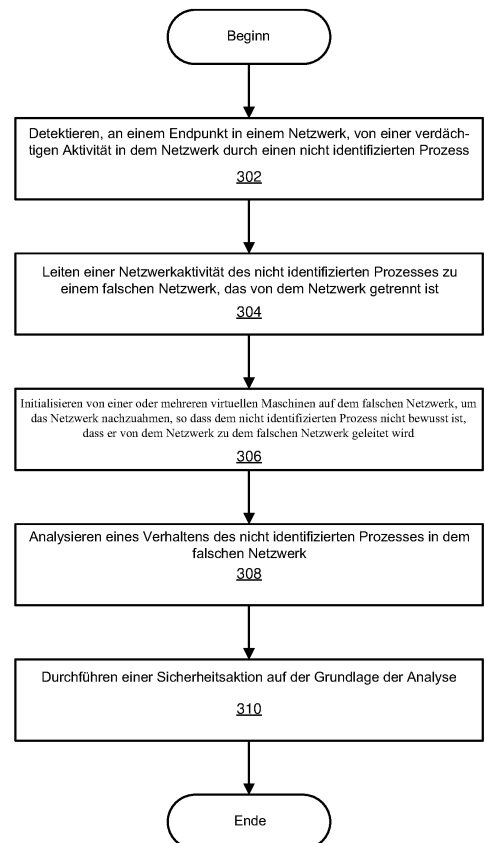 Beginn
Detektieren, an einem Endpunkt in einem Netzwerk, von einer verdäch-
tigen Aktivität in dem Netzwerk durch einen nicht identifizierten Prozess
302
Leiten einer Netzwerkaktivität des nicht identifizierten Prozesses zu
einem falschen Netzwerk, das von dem Netzwerk getrennt ist
304
Initialisieren von einer oder mehreren virtuellen Maschinen auf dem falschen Netzwerk, um
das Netzwerk nachzuahmen, so dass dem nicht identifizierten Prozess nicht bewusst ist,
dass er von dem Netzwerk zu dem falschen Netzwerk geleitet wird
306
Analysieren eines Verhaltens des nicht identifizierten Prozesses in dem
falschen Netzwerk
308
Durchführen einer Sicherheitsaktion auf der Grundlage der Analyse
310
Ende